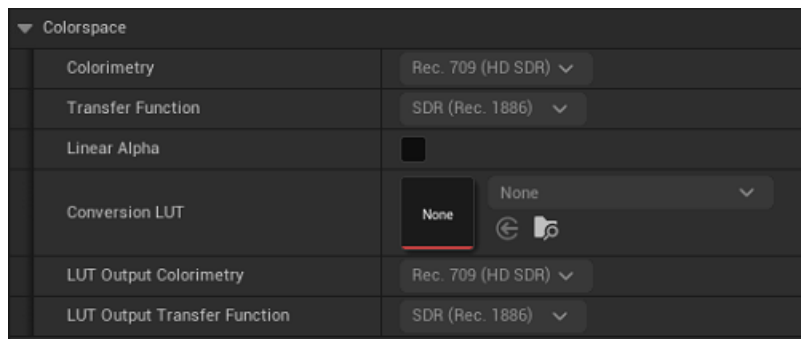 Colorspace
Colorimetry
Rec. 709 (HD SDR)
Transfer Function
SDR (Rec. 1886)
Linear Alpha
Conversion LUT
None
None
LUT Output Colorimetry
Rec. 709 (HD SDR)
LUT Output Transfer Function
SDR (Rec. 1886)